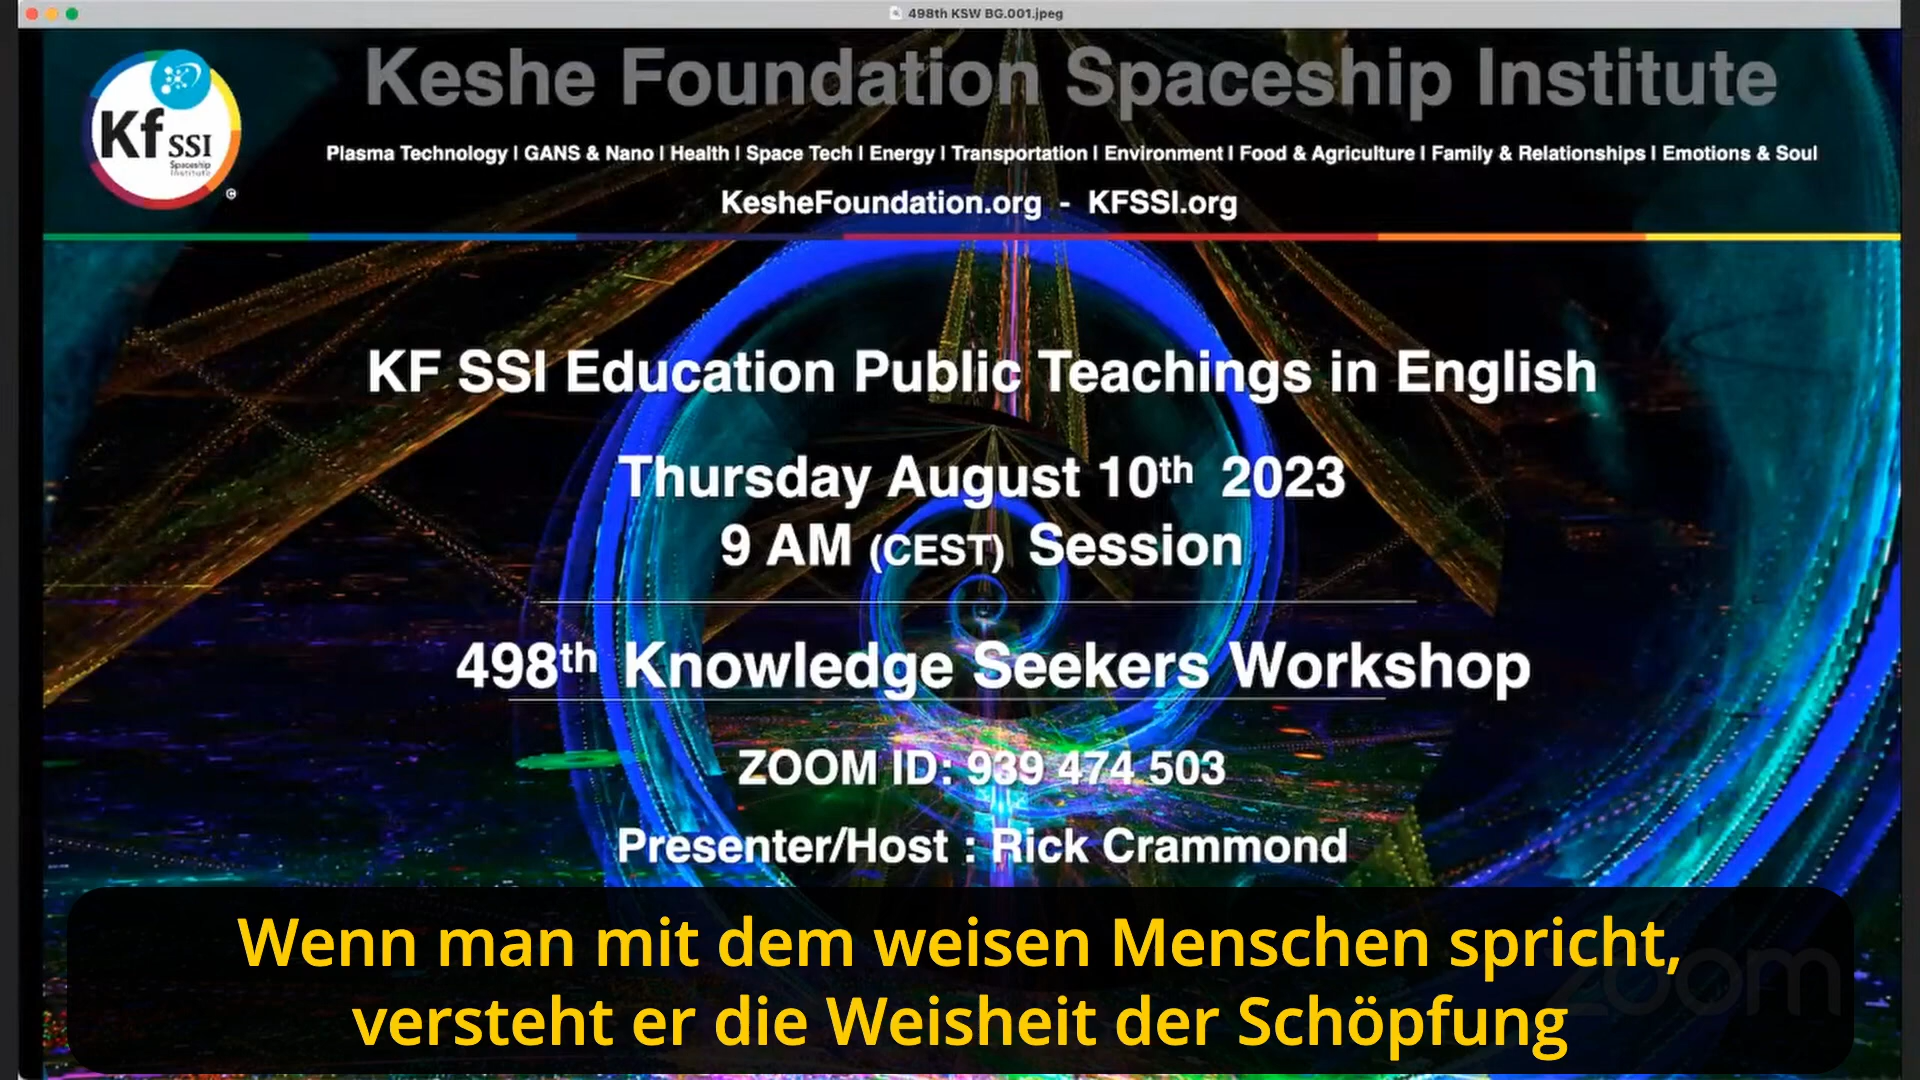 498th KSW BG.001.jpeg
Kf SSI
Spaceship
Institute
©
Keshe Foundation Spaceship Institute
Plasma Technology I GANS & Nano I Health I Space Tech I Energy I Transportation I Environment I Food & Agriculture I Family & Relationships I Emotions & Soul
KesheFoundation.org - KFSSI.org
KF SSI Education Public Teachings in English
Thursday August 10th 2023
9 AM (CEST) Session
498th Knowledge Seekers Workshop
ZOOM ID: 939 474 503
Presenter/Host : Rick Crammond
Wenn man mit dem weisen Menschen spricht,
versteht er die Weisheit der Schöpfung
zoom